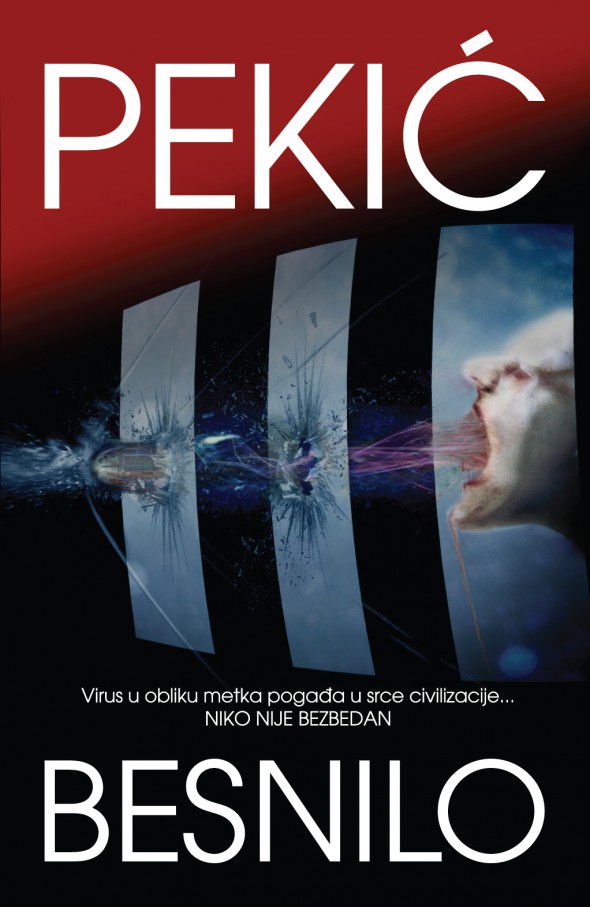 PEKIĆ
Virus u obliku metka pogađa u srce civilizacije...
NIKO NIJE BEZBEDAN
BESNILO